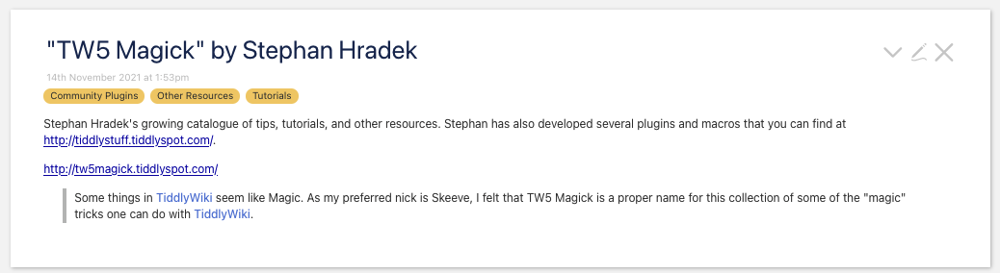 "TW5 Magick" by Stephan Hradek
14th November 2021 at 1:53pm
Community Plugins Other Resources Tutorials
Stephan Hradek's growing catalogue of tips, tutorials, and other resources. Stephan has also developed several plugins and macros that you can find at
http://tiddlystuff.tiddlyspot.com/.
http://tw5magick.tiddlyspot.com/
Some things in TiddlyWiki seem like Magic. As my preferred nick is Skeeve, I felt that TW5 Magick is a proper name for this collection of some of the "magic"
tricks one can do with TiddlyWiki.